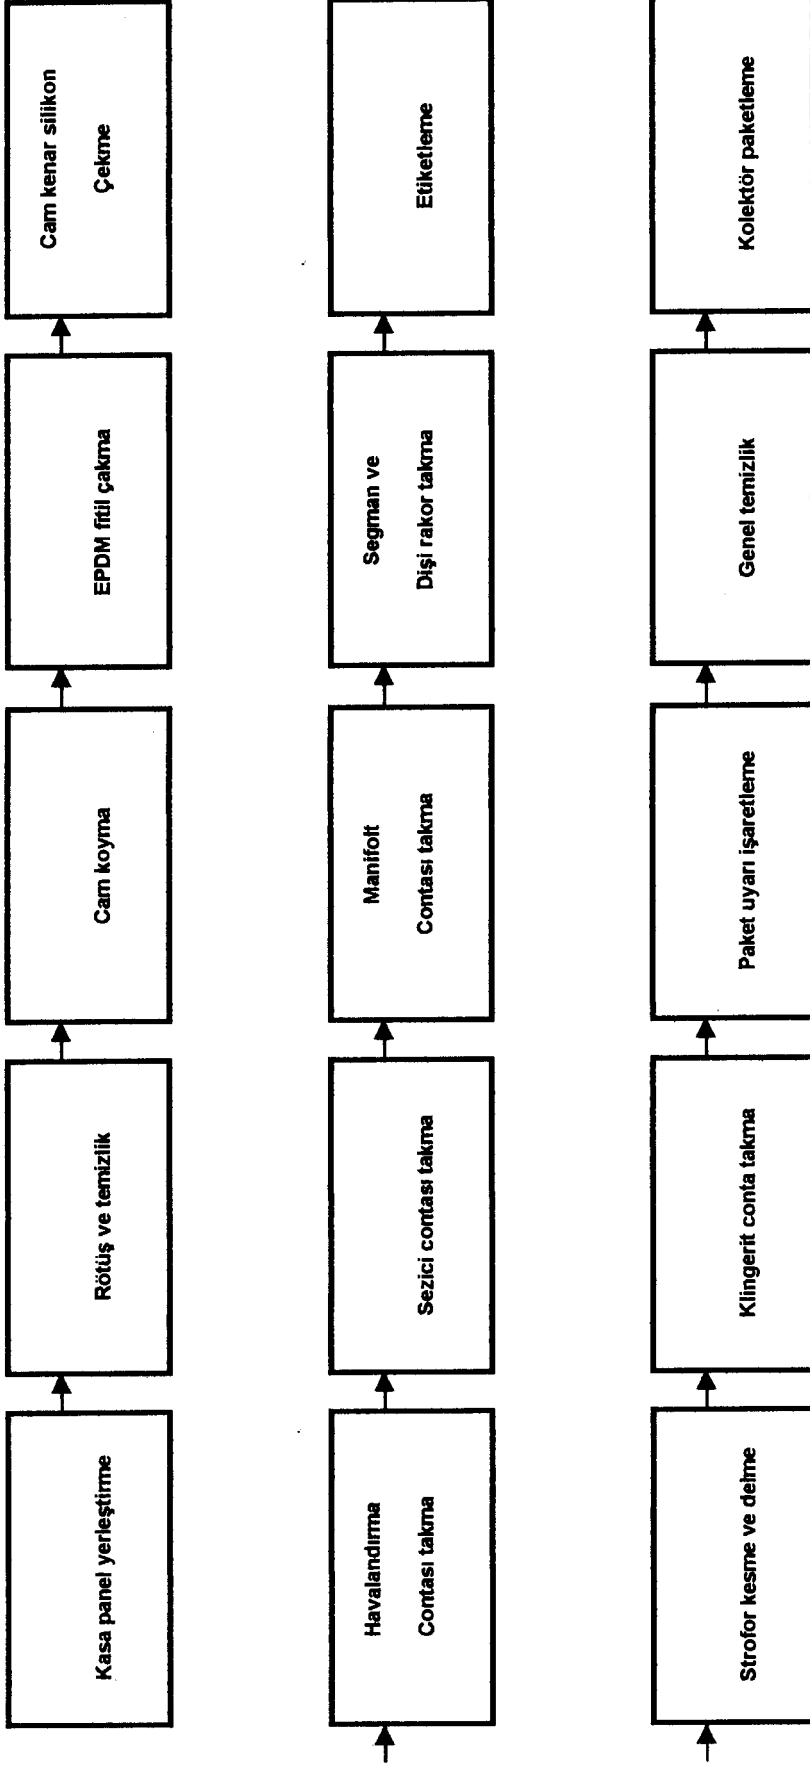 Kasa panel yerleştirme
Rötüş ve temizlik
Cam koyma
EPDM fitil çakma
Cam kenar silikon
Çekme
Havalandırma
Contası takma
Sezici contası takma
Manifolt
Contası takma
Segman ve
Dişi rakor takma
Etiketleme
Strofor kesme ve delme
Klingerit conta takma
Paket uyarı işaretleme
Genel temizlik
Kolektör paketleme